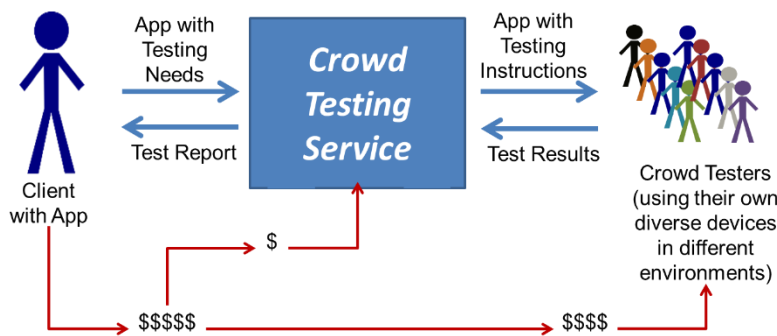 App with
Testing
Needs
Crowd
Testing
Service
App with
Testing
Instructions
Test Report
Test Results
Client
with App
Crowd Testers
(using their own
diverse devices
in different
environments)
$
$$$$$
$$$$